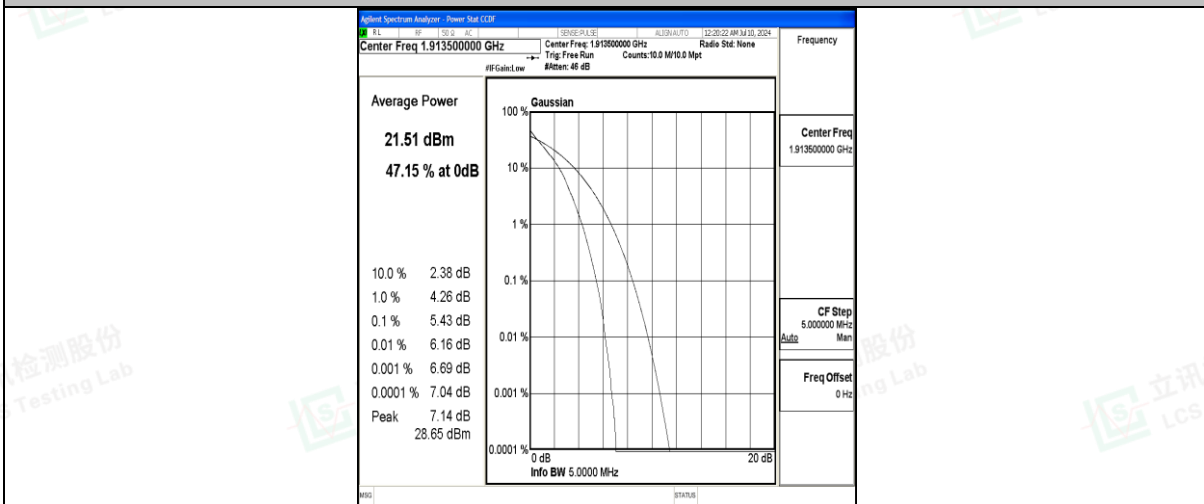 Agilent Spectrum Analyzer - Power Stat CCDF
RL RF 50 Ω AC SENSE:PULSE ALIGN AUTO 12:20:22 AM Jul 10, 2024
Center Freq 1.913500000 GHz
Center Freq: 1.913500000 GHz Radio Std: None
Trig: Free Run Counts:10.0 M/10.0 Mpt
#IFGain:Low #Atten: 46 dB
Frequency
Average Power
21.51 dBm
47.15 % at 0dB
10.0 % 2.38 dB
1.0 % 4.26 dB
0.1 % 5.43 dB
0.01 % 6.16 dB
0.001 % 6.69 dB
0.0001 % 7.04 dB
Peak 7.14 dB
28.65 dBm
Gaussian
100 %
10 %
1 %
0.1 %
0.01 %
0.001 %
0.0001 %
0 dB 20 dB
Info BW 5.0000 MHz
Center Freq
1.913500000 GHz
CF Step
5.000000 MHz
Auto Man
Freq Offset
0 Hz
MSG STATUS
检测股份
Testing Lab
股份
ng Lab
立讯
LCS